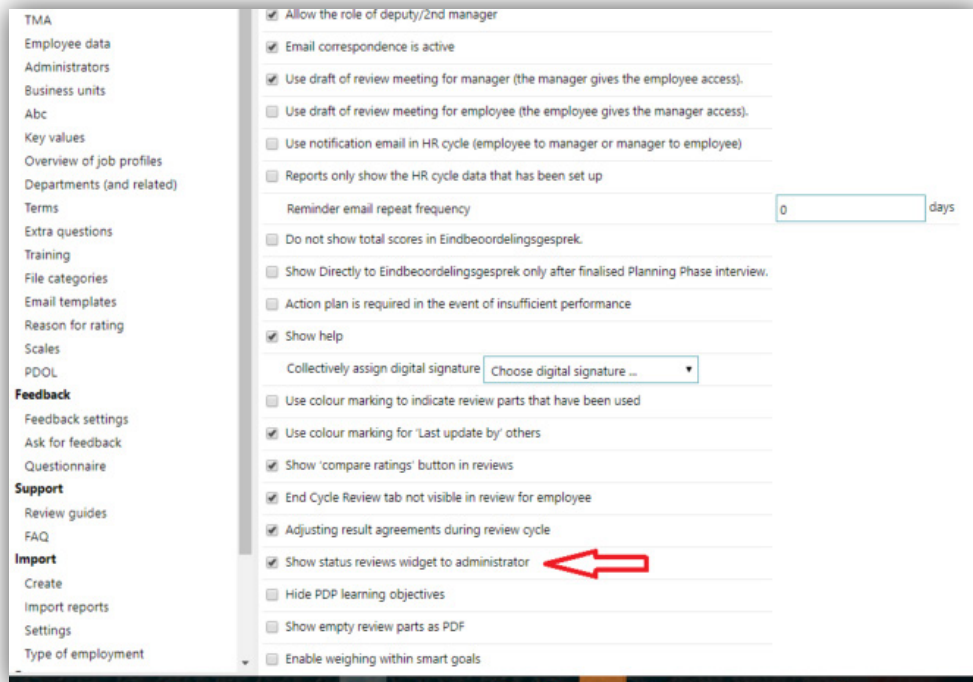 TMA
Employee data
Administrators
Business units
Abc
Key values
Overview of job profiles
Departments (and related)
Terms
Extra questions
Training
File categories
Email templates
Reason for rating
Scales
PDOL
Feedback
Feedback settings
Ask for feedback
Questionnaire
Support
Review guides
FAQ
Import
Create
Import reports
Settings
Type of employment
Allow the role of deputy/2nd manager
Email correspondence is active
Use draft of review meeting for manager (the manager gives the employee access).
Use draft of review meeting for employee (the employee gives the manager access).
Use notification email in HR cycle (employee to manager or manager to employee)
Reports only show the HR cycle data that has been set up
Reminder email repeat frequency 0 days
Do not show total scores in Eindbeoordelingsgesprek.
Show Directly to Eindbeoordelingsgesprek only after finalised Planning Phase interview.
Action plan is required in the event of insufficient performance
Show help
Collectively assign digital signature Choose digital signature ...
Use colour marking to indicate review parts that have been used
Use colour marking for 'Last update by' others
Show 'compare ratings' button in reviews
End Cycle Review tab not visible in review for employee
Adjusting result agreements during review cycle
Show status reviews widget to administrator
Hide PDP learning objectives
Show empty review parts as PDF
Enable weighing within smart goals